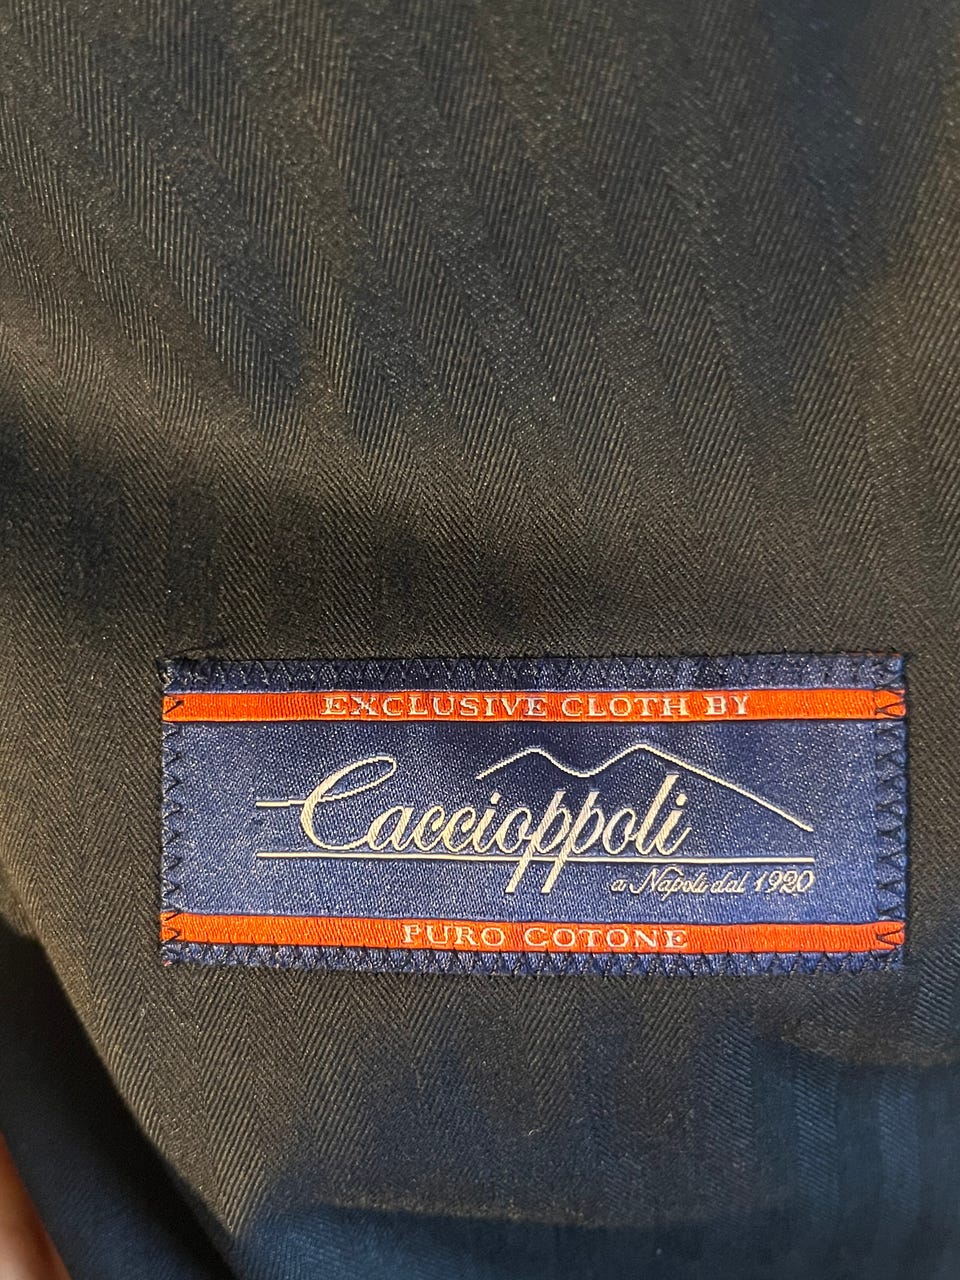 EXCLUSIVE CLOTH BY
Caccioppoli
a Napoli dal 1920
PURO COTONE